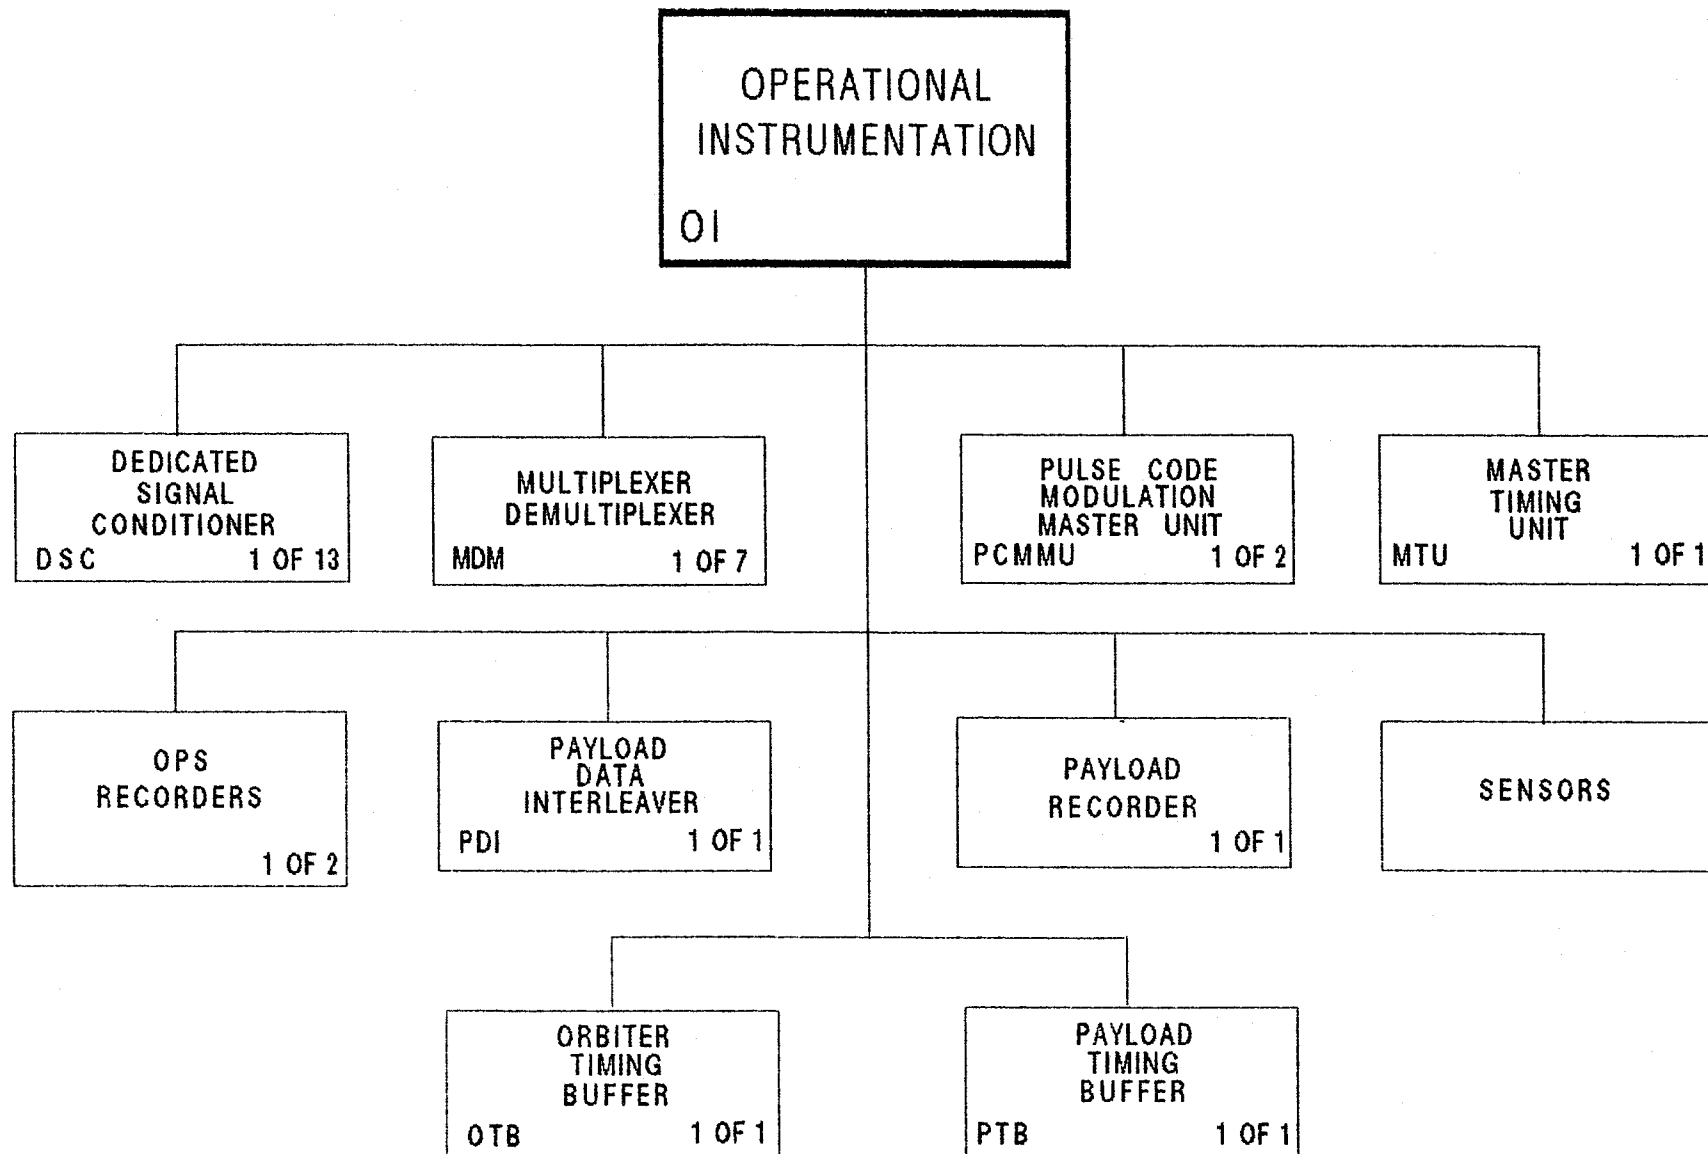 OPERATIONAL
INSTRUMENTATION
OI
DEDICATED
SIGNAL
CONDITIONER
DSC 1 OF 13
MULTIPLEXER
DEMULTIPLEXER
MDM 1 OF 7
PULSE CODE
MODULATION
MASTER UNIT
PCMMU 1 OF 2
MASTER
TIMING
UNIT
MTU 1 OF 1
OPS
RECORDERS
1 OF 2
PAYLOAD
DATA
INTERLEAVER
PDI 1 OF 1
PAYLOAD
RECORDER
1 OF 1
SENSORS
ORBITER
TIMING
BUFFER
OTB 1 OF 1
PAYLOAD
TIMING
BUFFER
PTB 1 OF 1